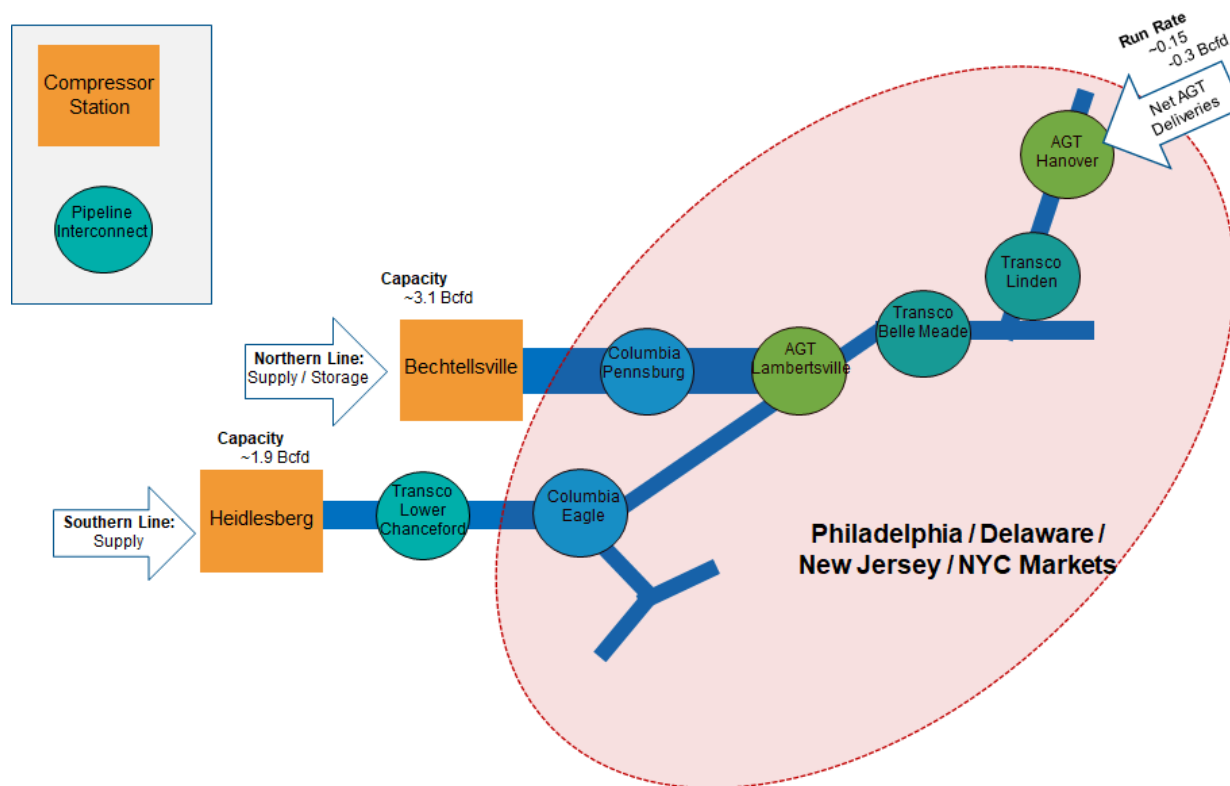 Compressor
Station
Pipeline
Interconnect
Run Rate
~0.15
-0.3 Bcfd
Net AGT
Deliveries
AGT
Hanover
Transco
Linden
Transco
Belle Meade
Capacity
~3.1 Bcfd
Northern Line:
Supply / Storage
Bechtellsville
Columbia
Pennsburg
AGT
Lambertsville
Capacity
~1.9 Bcfd
Southern Line:
Supply
Heidlesberg
Transco
Lower
Chanceford
Columbia
Eagle
Philadelphia / Delaware /
New Jersey / NYC Markets